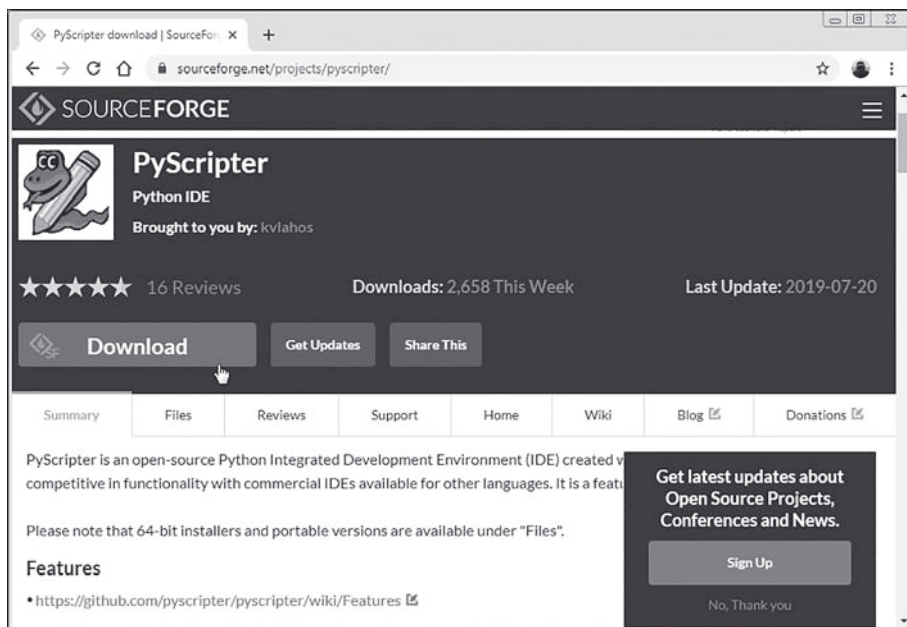 PyScripter download | SourceFor
sourceforge.net/projects/pyscripter/
SOURCEFORGE
PyScripter
Python IDE
Brought to you by: kvlahos
16 Reviews
Downloads: 2,658 This Week
Last Update: 2019-07-20
SF
Download
Get Updates
Share This
Summary
Files
Reviews
Support
Home
Wiki
Blog
Donations
PyScripter is an open-source Python Integrated Development Environment (IDE) created
competitive in functionality with commercial IDEs available for other languages. It is a
Please note that 64-bit installers and portable versions are available under "Files".
Features
• https://github.com/pyscripter/pyscripter/wiki/Features
Get latest updates about
Open Source Projects,
Conferences and News.
Sign Up
No, Thank you